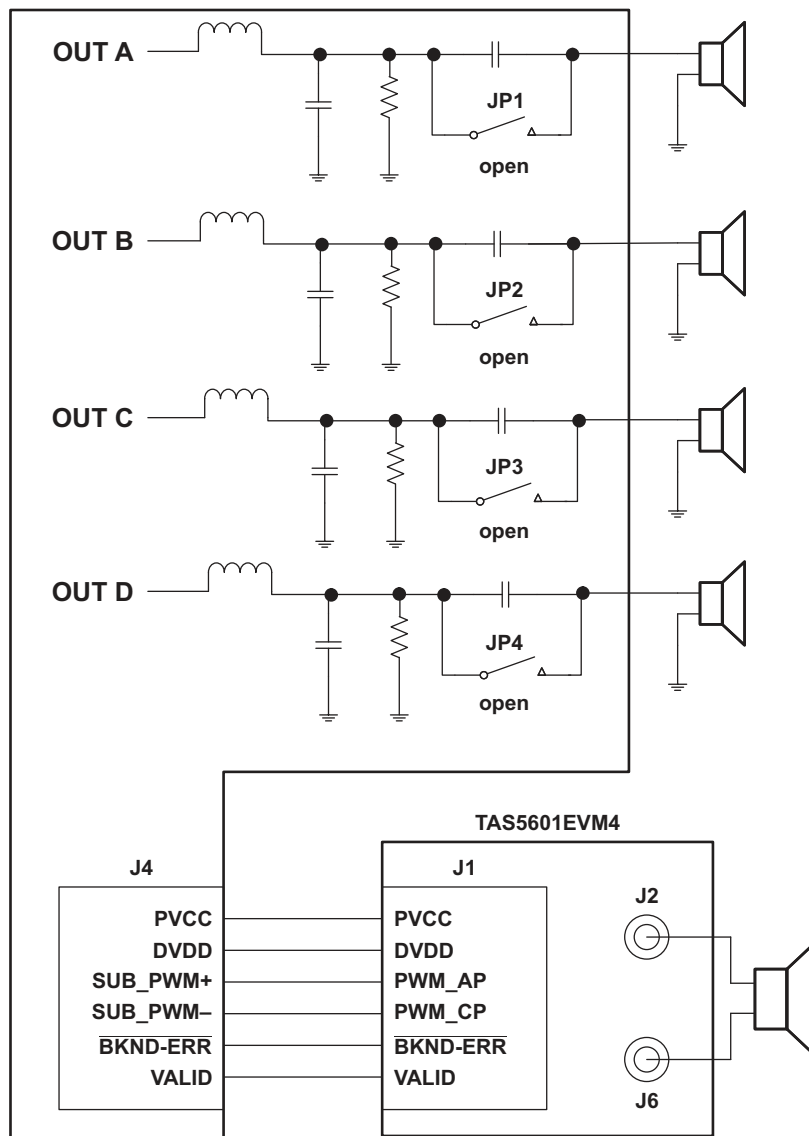 OUT A
JP1
open
OUT B
JP2
open
OUT C
JP3
open
OUT D
JP4
open
TAS5601EVM4
J4
J1
J2
PVCC
PVCC
DVDD
DVDD
SUB_PWM+
PWM_AP
SUB_PWM–
PWM_CP
BKND-ERR
BKND-ERR
VALID
VALID
J6